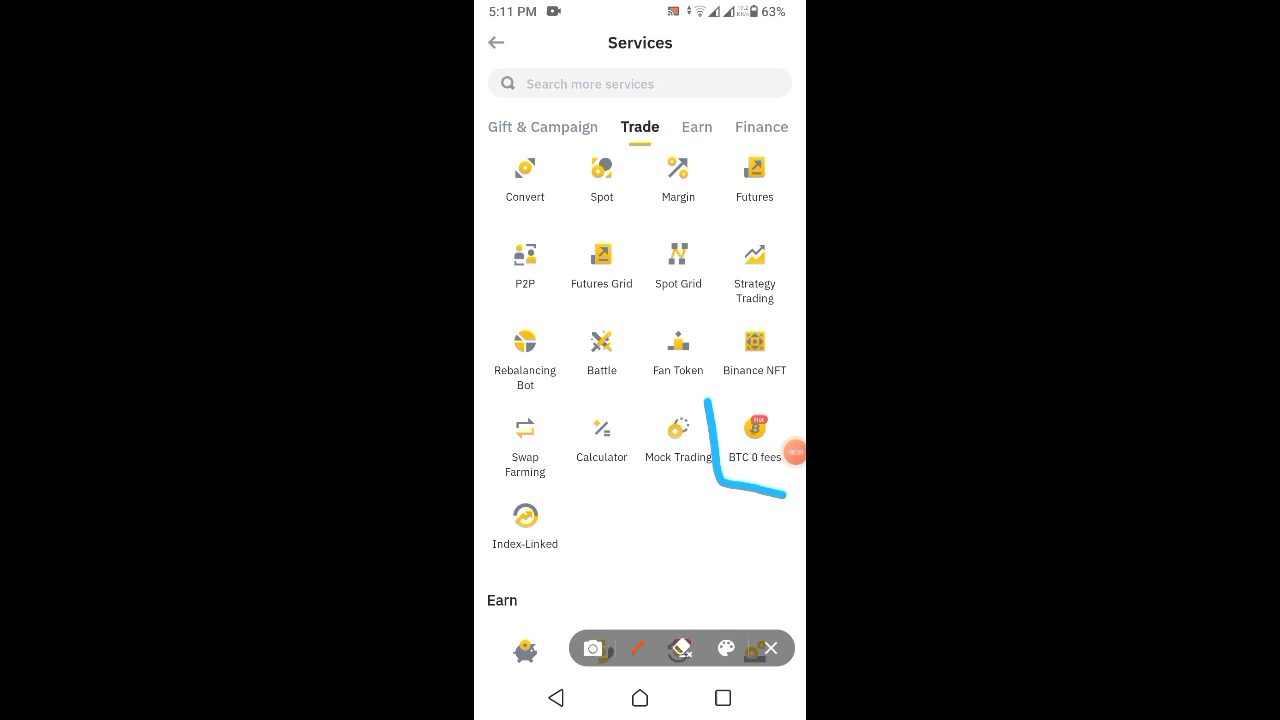 5:11 PM 63%
Services
Search more services
Gift & Campaign Trade Earn Finance
Convert Spot Margin Futures
P2P Futures Grid Spot Grid Strategy
Trading
Rebalancing Battle Fan Token Binance NFT
Bot
Hot
Swap Calculator Mock Trading BTC 0 fees
Farming
Index-Linked
Earn